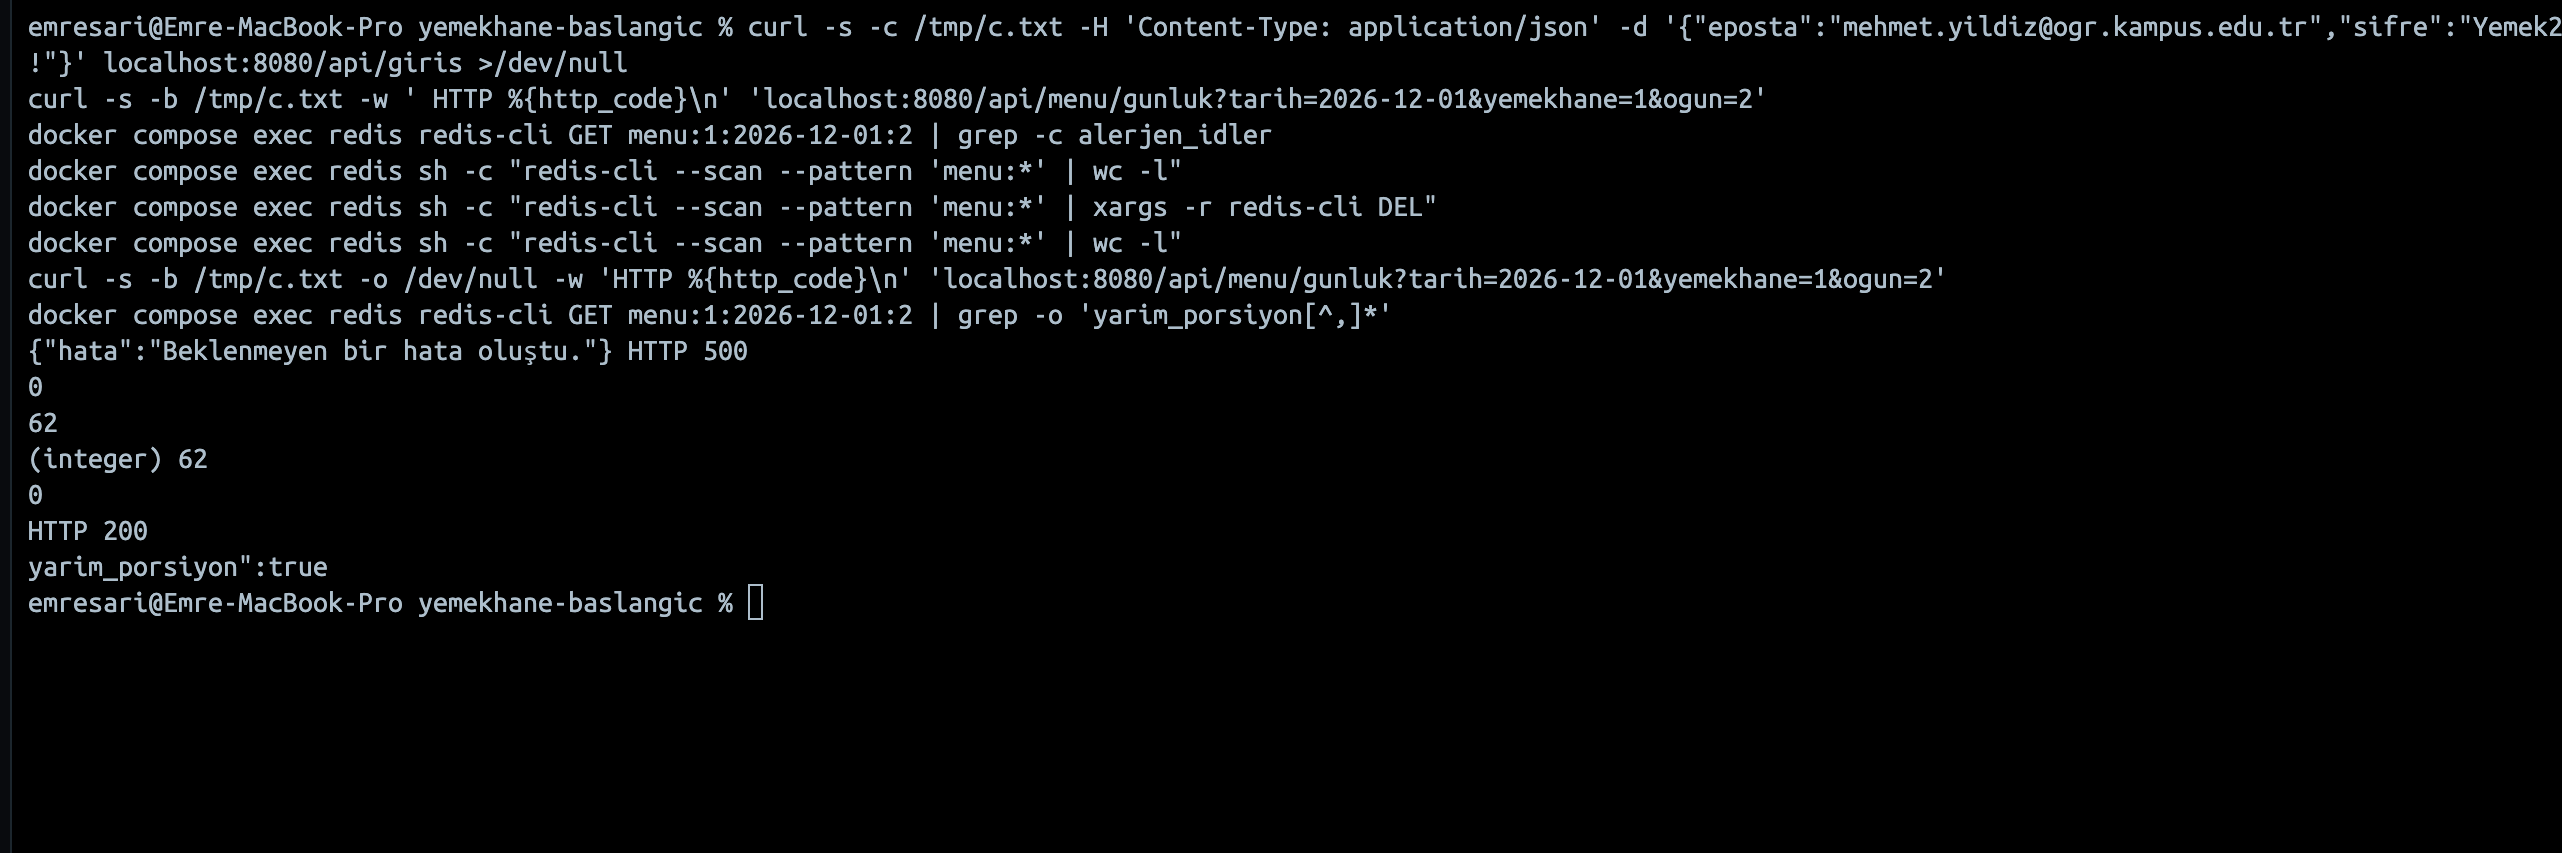 emresari@Emre-MacBook-Pro yemekhane-baslangic % curl -s -c /tmp/c.txt -H 'Content-Type: application/json' -d '{"eposta":"mehmet.yildiz@ogr.kampus.edu.tr","sifre":"Yemek2
!"}' localhost:8080/api/giris >/dev/null
curl -s -b /tmp/c.txt -w ' HTTP %{http_code}\n' 'localhost:8080/api/menu/gunluk?tarih=2026-12-01&yemekhane=1&ogun=2'
docker compose exec redis redis-cli GET menu:1:2026-12-01:2 | grep -c alerjen_idler
docker compose exec redis sh -c "redis-cli --scan --pattern 'menu:*' | wc -l"
docker compose exec redis sh -c "redis-cli --scan --pattern 'menu:*' | xargs -r redis-cli DEL"
docker compose exec redis sh -c "redis-cli --scan --pattern 'menu:*' | wc -l"
curl -s -b /tmp/c.txt -o /dev/null -w 'HTTP %{http_code}\n' 'localhost:8080/api/menu/gunluk?tarih=2026-12-01&yemekhane=1&ogun=2'
docker compose exec redis redis-cli GET menu:1:2026-12-01:2 | grep -o 'yarim_porsiyon[^,]*'
{"hata":"Beklenmeyen bir hata oluştu."} HTTP 500
0
62
(integer) 62
0
HTTP 200
yarim_porsiyon":true
emresari@Emre-MacBook-Pro yemekhane-baslangic %